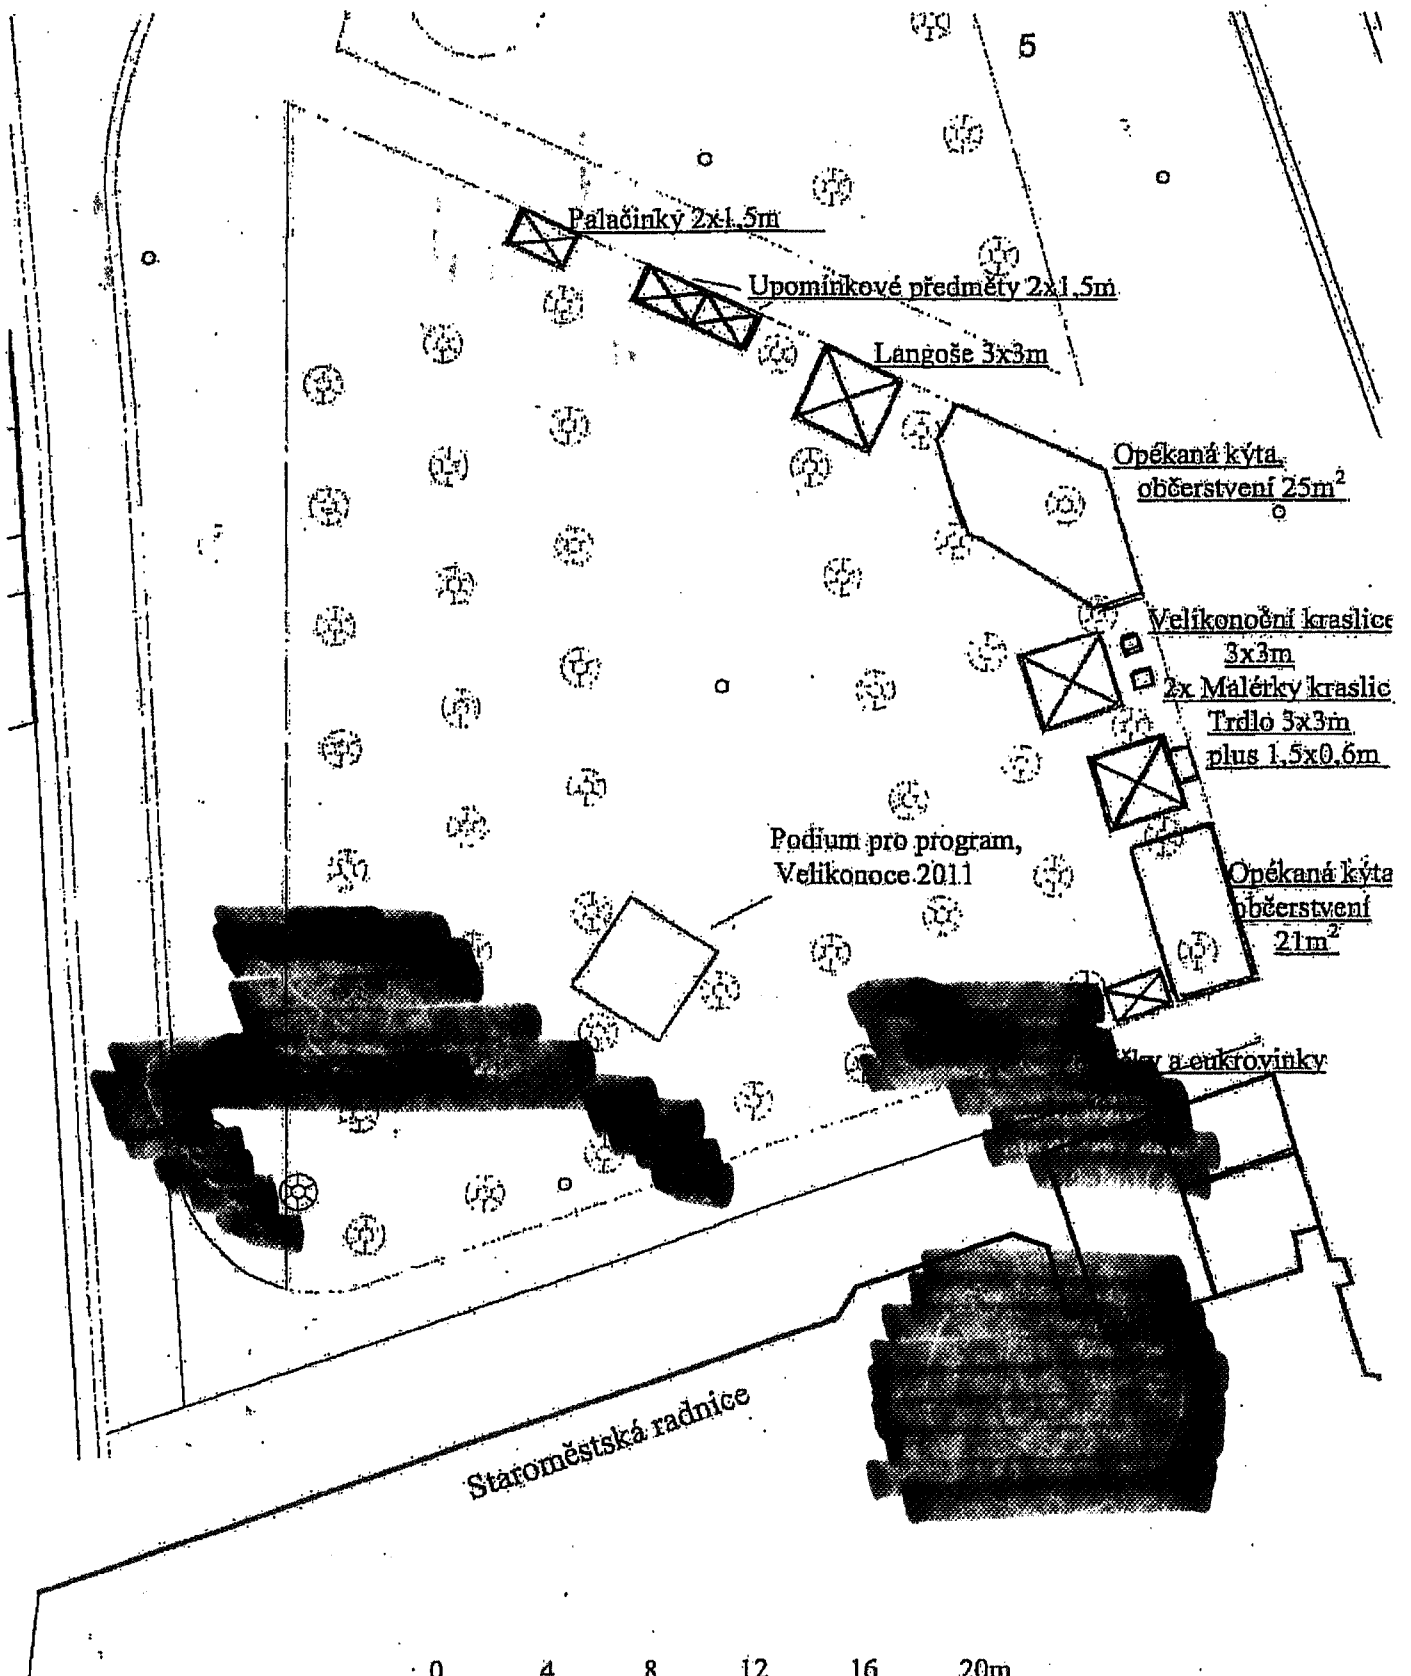 5
Palačinky 2x1,5m
Upomínkové předměty 2x1,5m
Langoše 3x3m
Opékaná kýta,
občerstvení 25m²
Velikonoční kraslice
3x3m
2x Malérky kraslic
Trdlo 3x3m
plus 1,5x0,6m
Podium pro program,
Velikonoce 2011
Opékaná kýta
občerstvení
21m²
a cukrovinky
Staroměstská radnice
0 4 8 12 16 20m